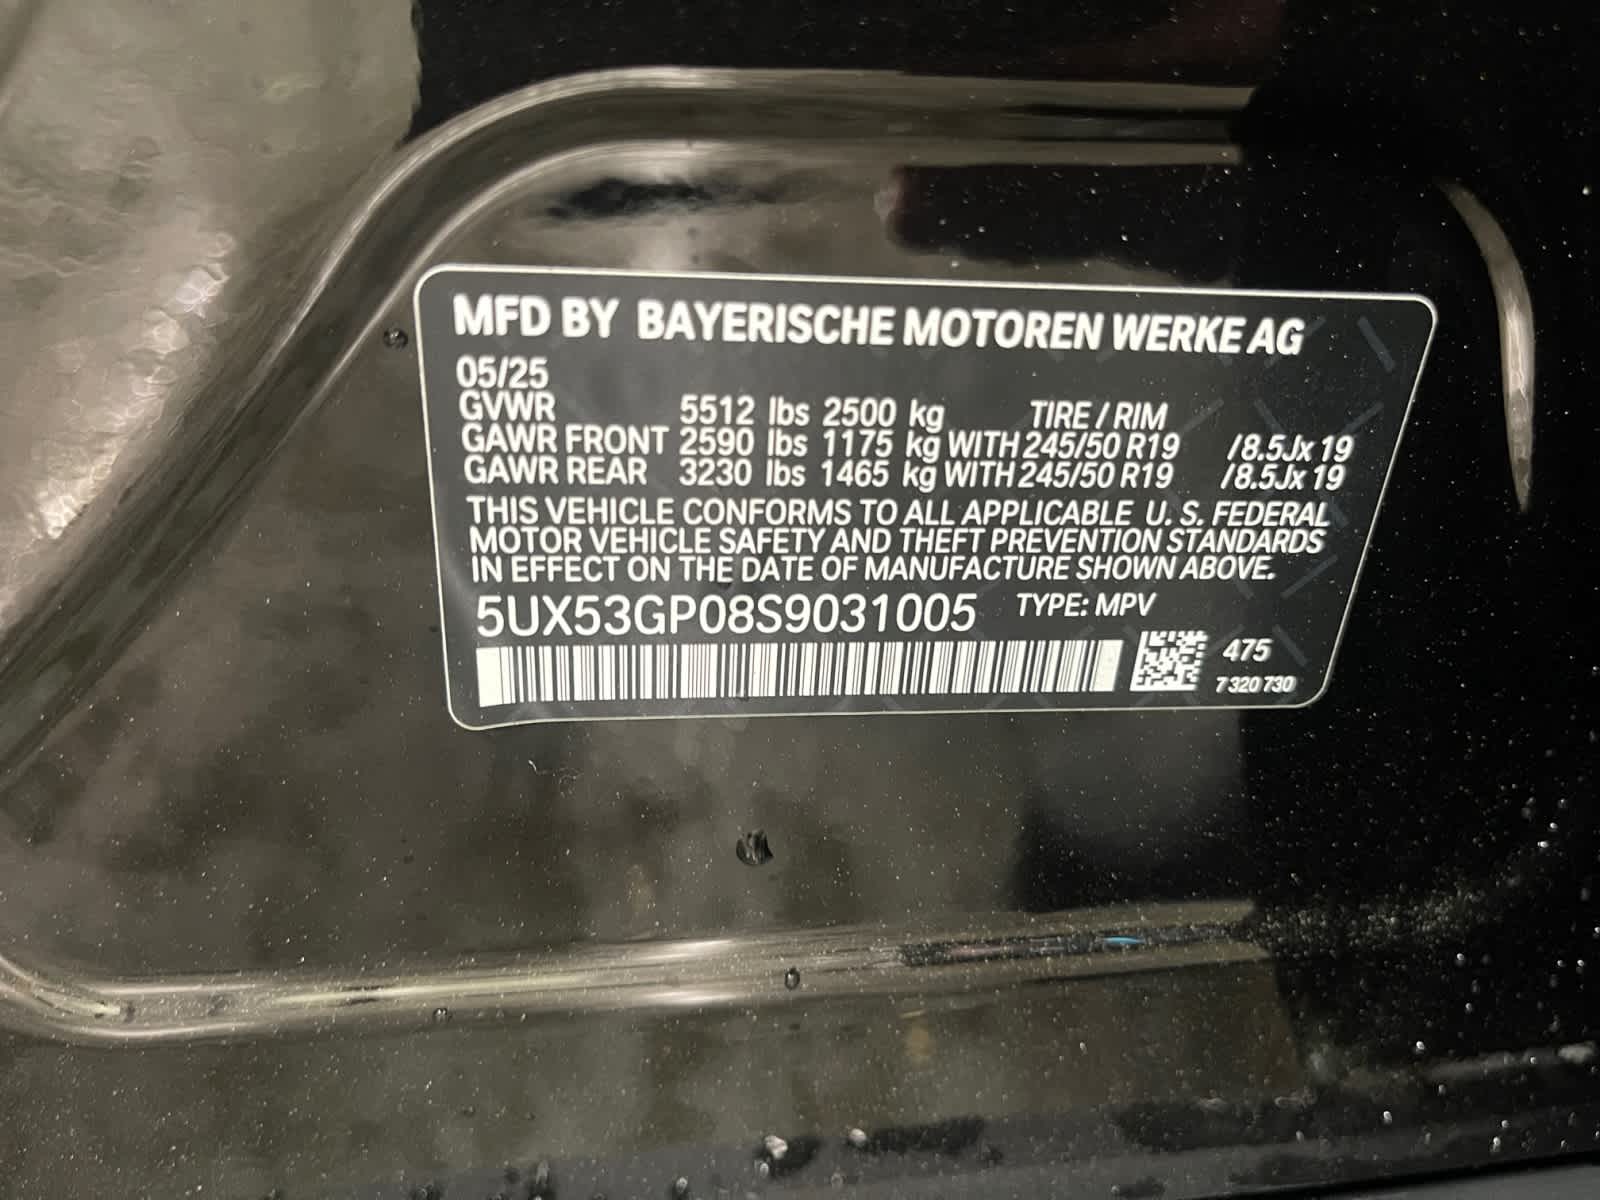 MFD BY BAYERISCHE MOTOREN WERKE AG
05/25
GVWR 5512 lbs 2500 kg TIRE / RIM
GAWR FRONT 2590 lbs 1175 kg WITH 245/50 R19 /8.5Jx 19
GAWR REAR 3230 lbs 1465 kg WITH 245/50 R19 /8.5Jx 19
THIS VEHICLE CONFORMS TO ALL APPLICABLE U. S. FEDERAL
MOTOR VEHICLE SAFETY AND THEFT PREVENTION STANDARDS
IN EFFECT ON THE DATE OF MANUFACTURE SHOWN ABOVE.
5UX53GP08S9031005 TYPE: MPV
475
7 320 730